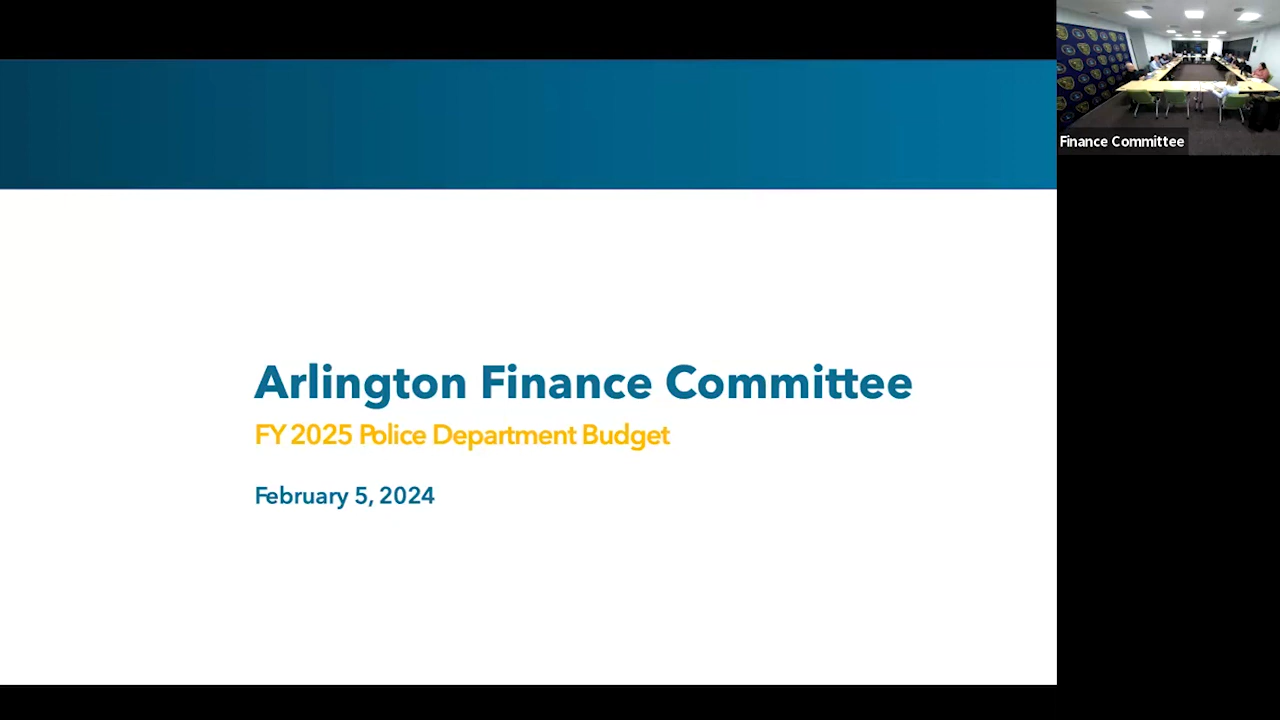 Arlington Finance Committee
FY 2025 Police Department Budget
February 5, 2024
Finance Committee